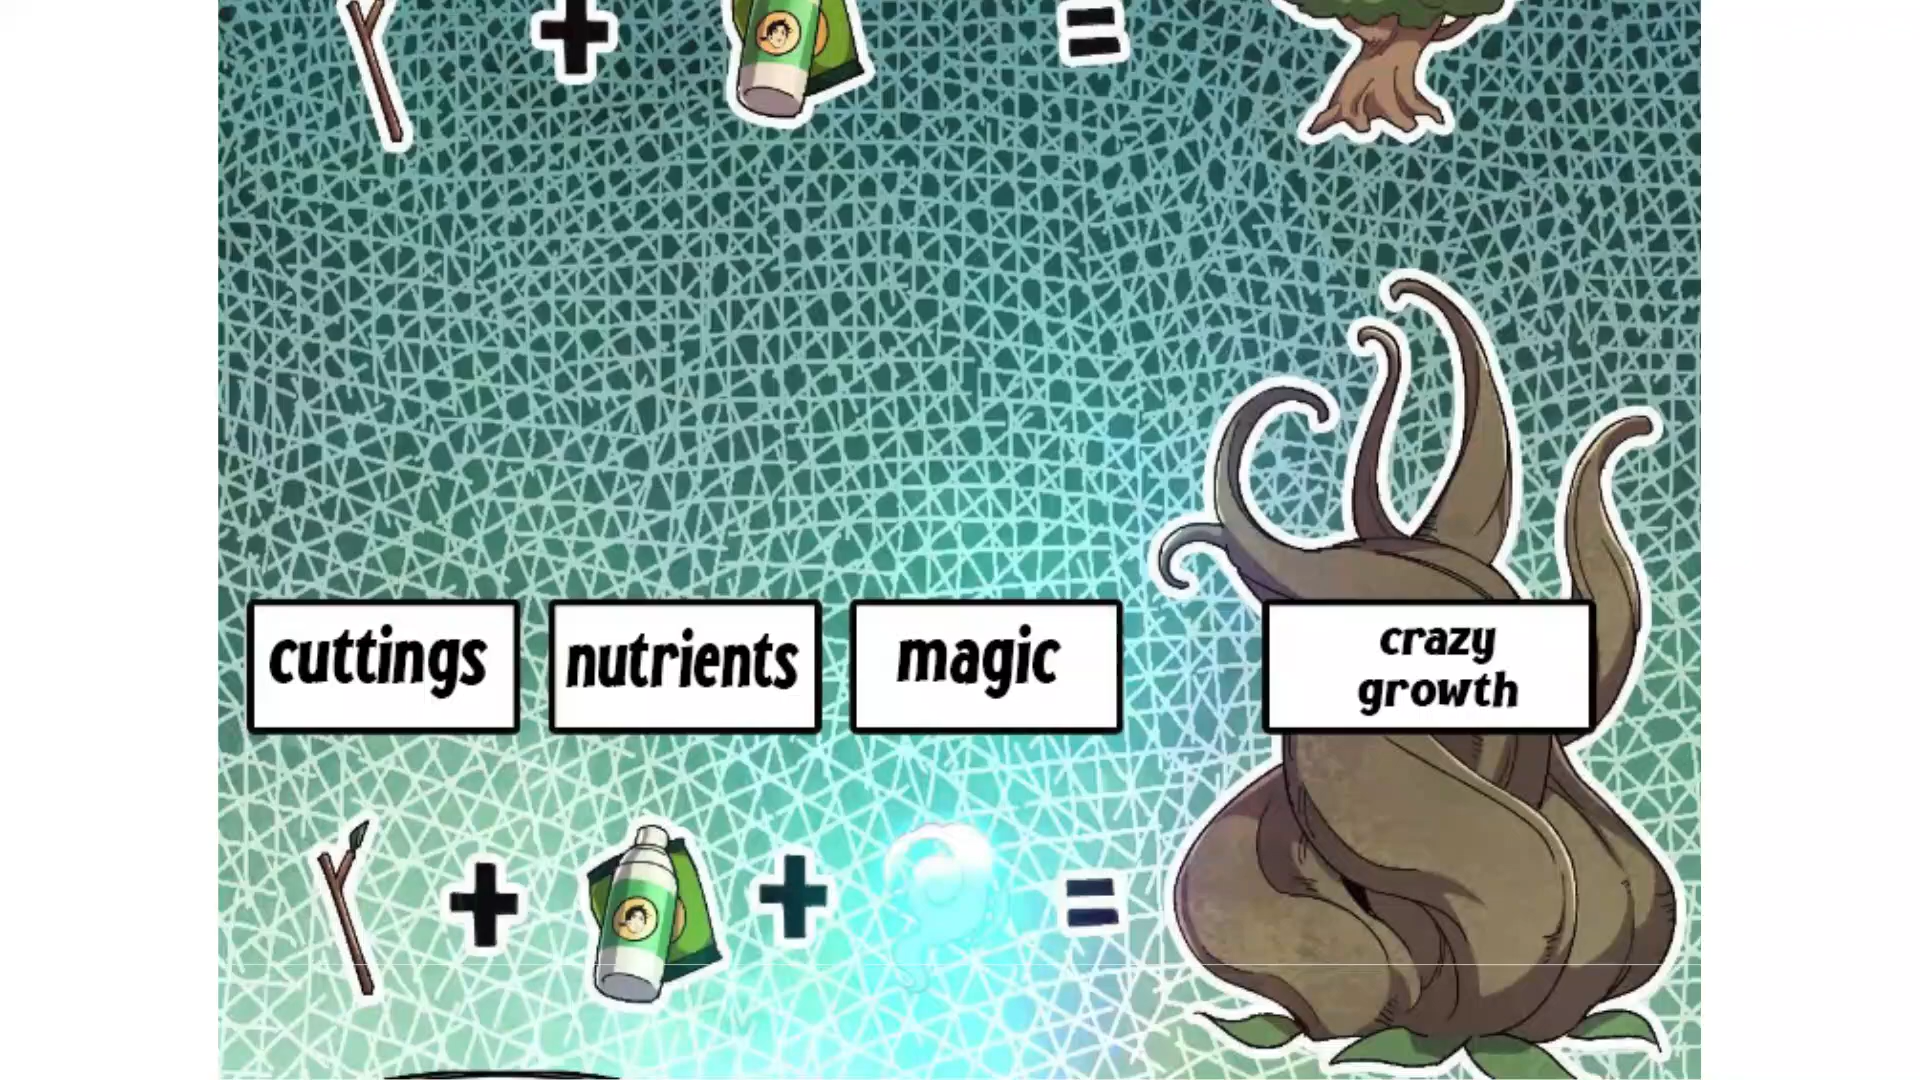 cuttings
nutrients
magic
crazy
growth
+
=
+
+
=